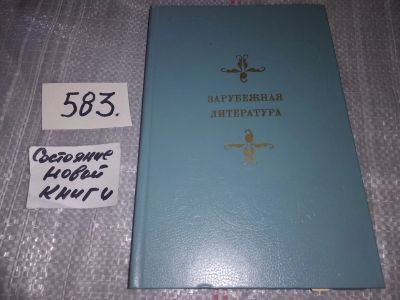 583.
Состояние
новой
книги
ЗАРУБЕЖНАЯ
ЛИТЕРАТУРА